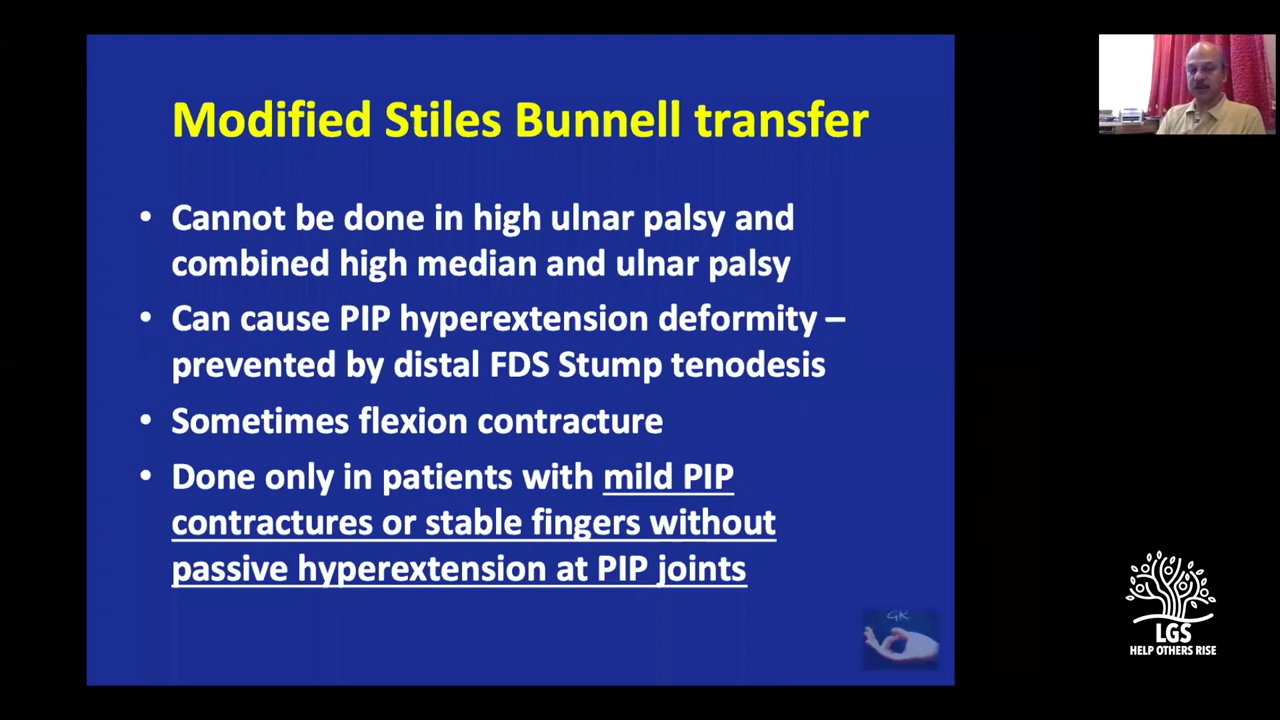 Modified Stiles Bunnell transfer
• Cannot be done in high ulnar palsy and
combined high median and ulnar palsy
• Can cause PIP hyperextension deformity –
prevented by distal FDS Stump tenodesis
• Sometimes flexion contracture
• Done only in patients with mild PIP
contractures or stable fingers without
passive hyperextension at PIP joints
GK
LGS
HELP OTHERS RISE